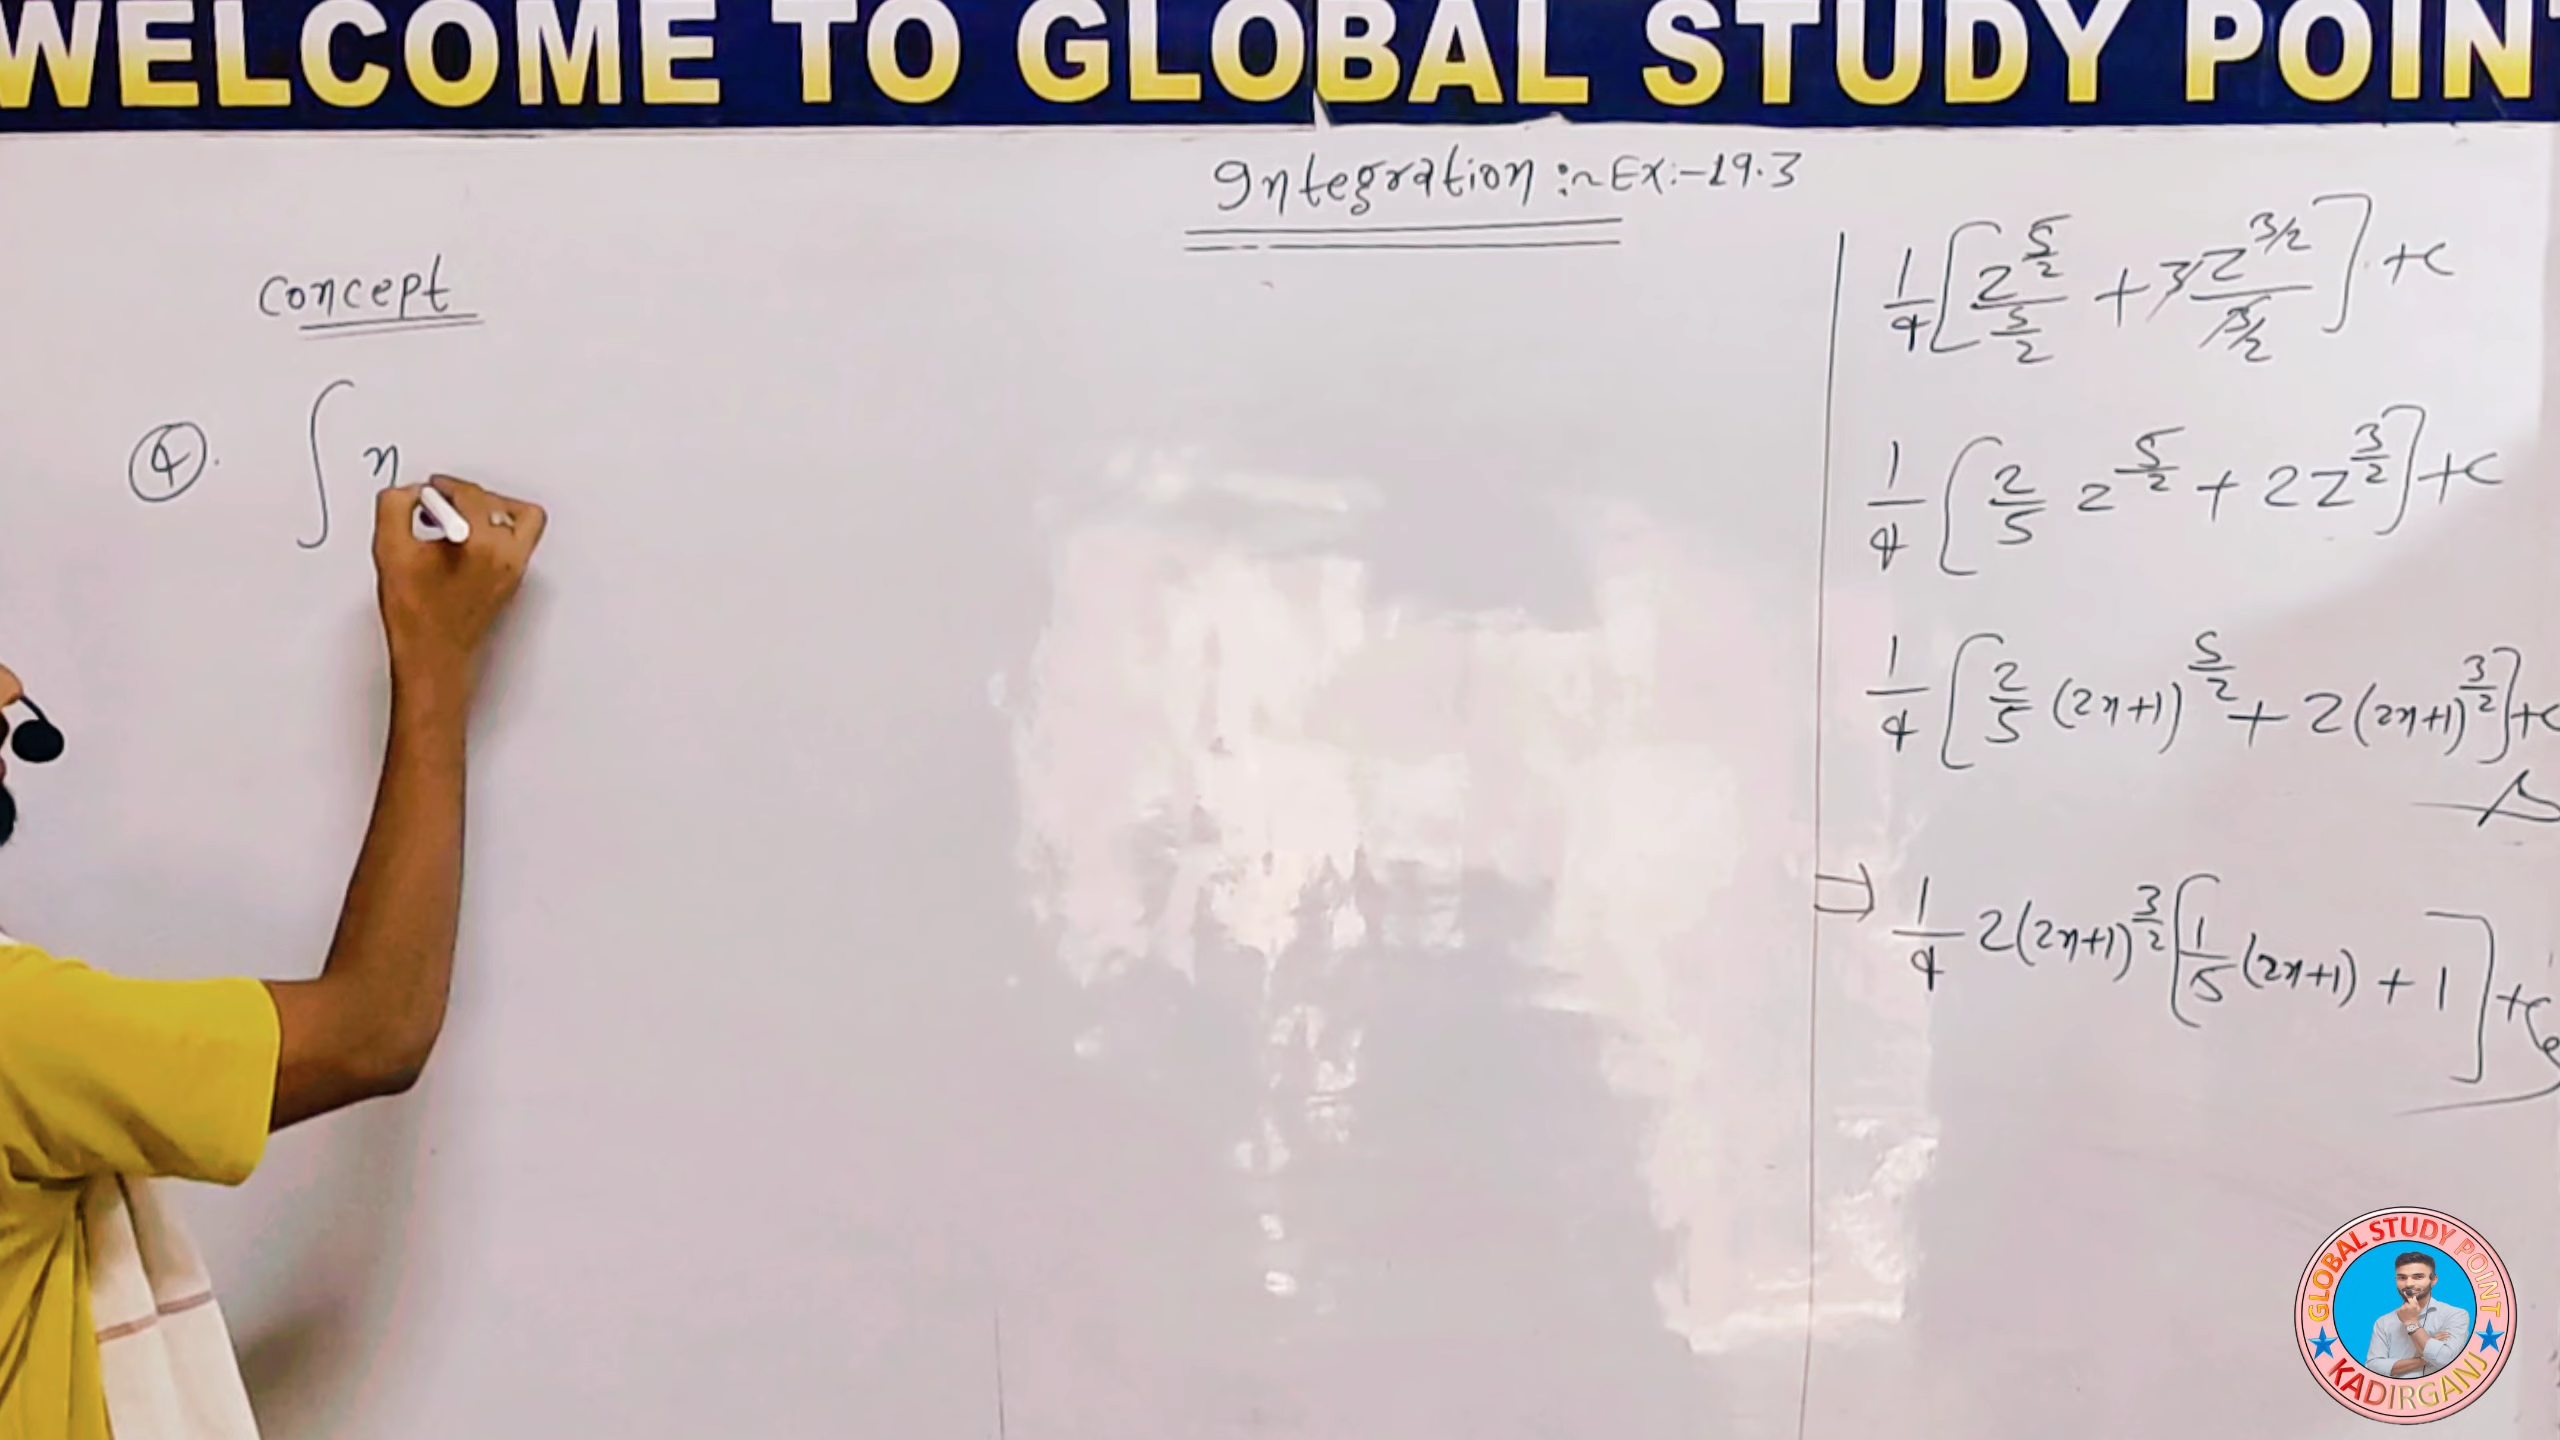 WELCOME TO GLOBAL STUDY POINT
Integration :~ Ex:-19.3
Concept
④. ∫ x
1/4 [ z^(5/2) / (5/2) + 3 z^(3/2) / (3/2) ] + c
1/4 [ 2/5 z^(5/2) + 2z^(3/2) ] + c
1/4 [ 2/5 (2x+1)^(5/2) + 2(2x+1)^(3/2) ] + c
⇒ 1/4 2(2x+1)^(3/2) [ 1/5 (2x+1) + 1 ] + c
GLOBAL STUDY POINT
KADIRGANJ